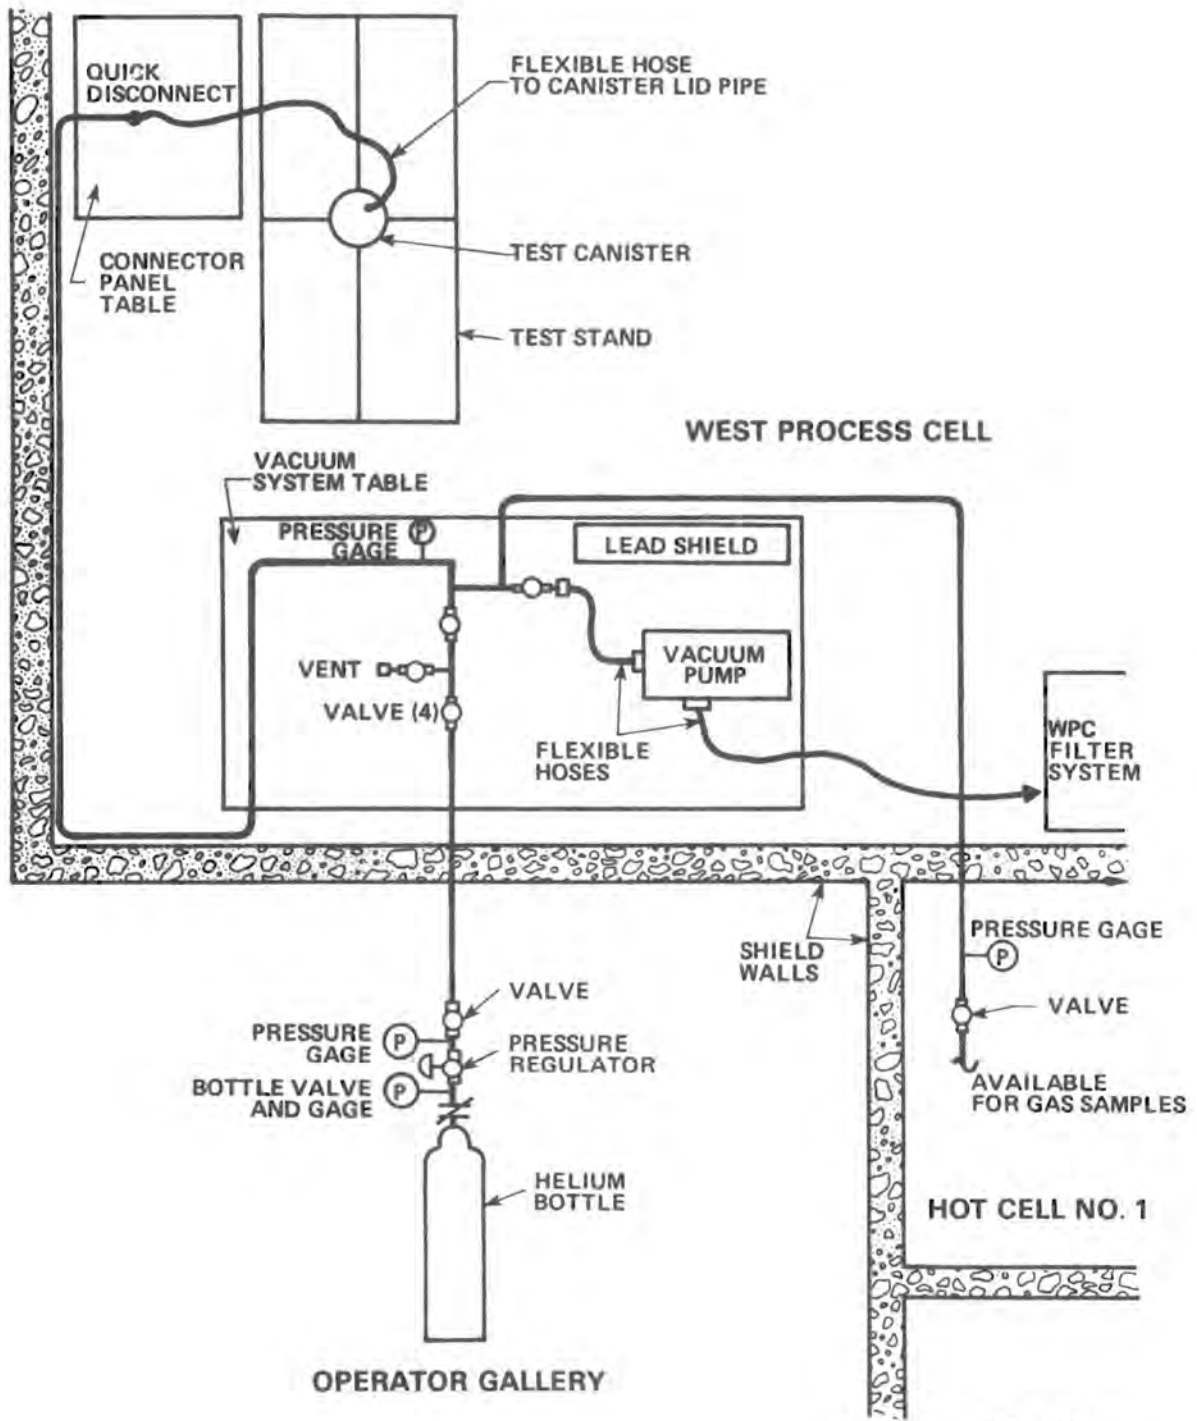 QUICK
DISCONNECT
FLEXIBLE HOSE
TO CANISTER LID PIPE
CONNECTOR
PANEL
TABLE
TEST CANISTER
TEST STAND
WEST PROCESS CELL
VACUUM
SYSTEM TABLE
PRESSURE
GAGE
P
LEAD SHIELD
VENT
VACUUM
PUMP
VALVE (4)
FLEXIBLE
HOSES
WPC
FILTER
SYSTEM
SHIELD
WALLS
PRESSURE GAGE
P
VALVE
AVAILABLE
FOR GAS SAMPLES
VALVE
PRESSURE
GAGE
P
PRESSURE
REGULATOR
BOTTLE VALVE
AND GAGE
P
HELIUM
BOTTLE
HOT CELL NO. 1
OPERATOR GALLERY